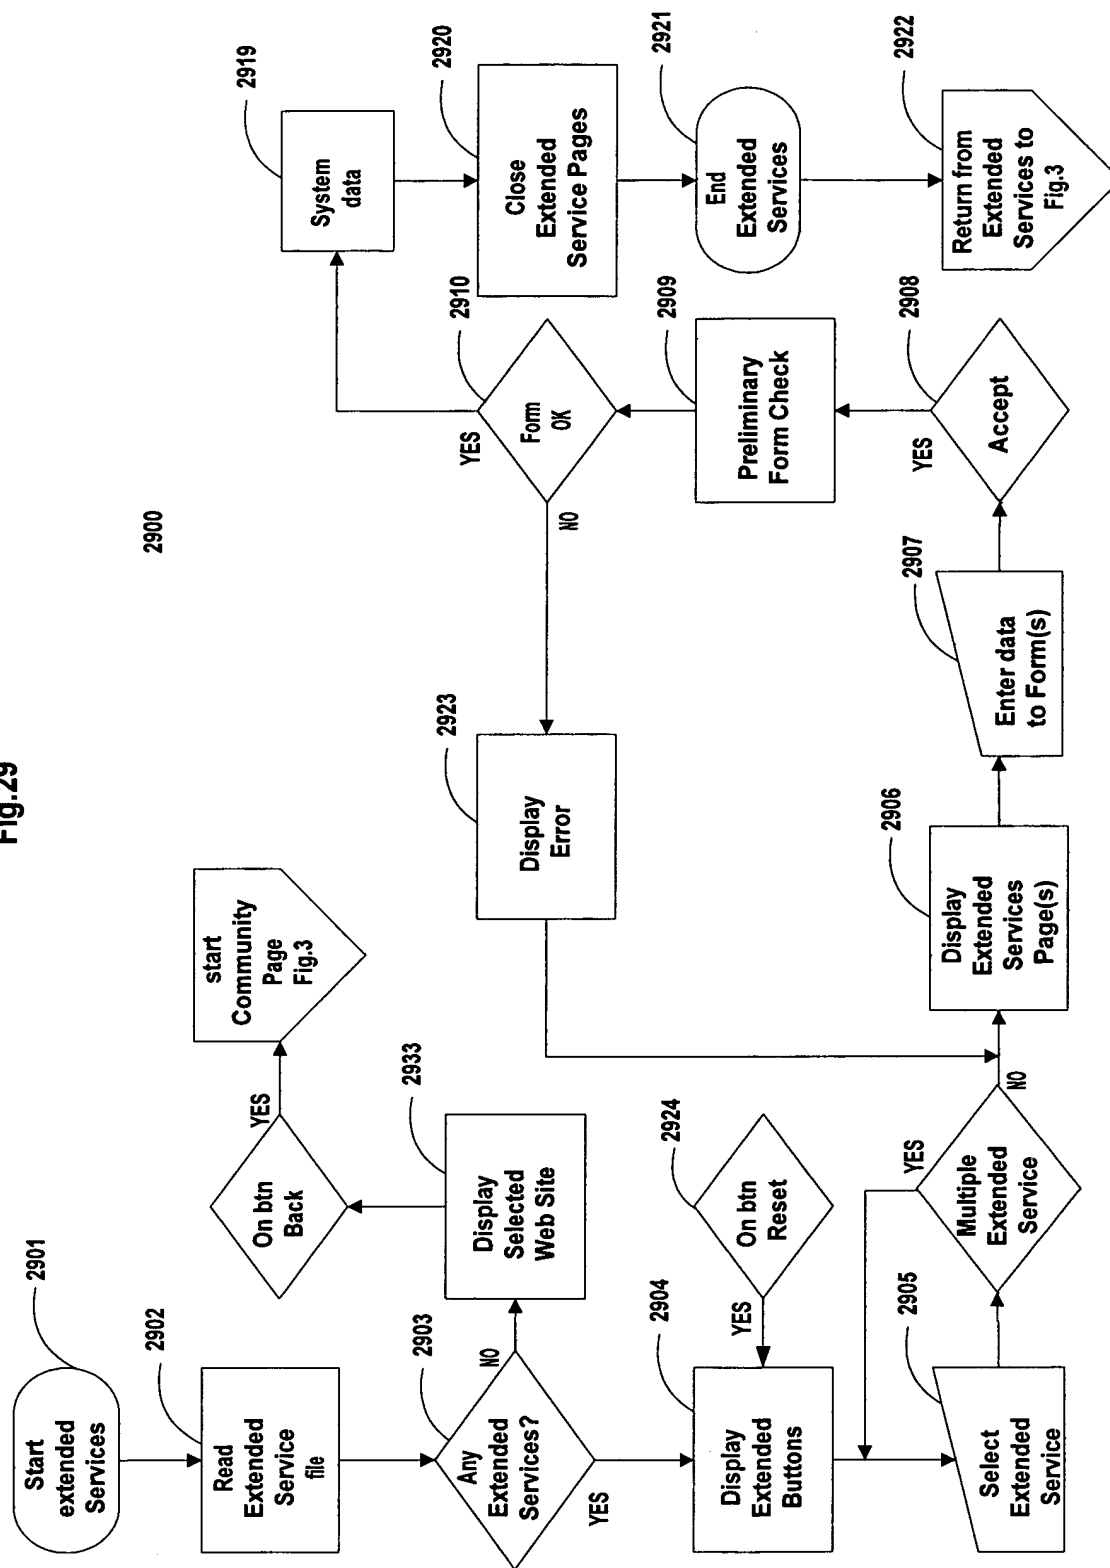 Fig.29
2900
2901
Start
extended
Services
2902
Read
Extended
Service
file
2903
Any
Extended
Services?
NO
YES
2933
Display
Selected
Web Site
On btn
Back
YES
start
Community
Page
Fig.3
2904
Display
Extended
Buttons
YES
2924
On btn
Reset
2905
Select
Extended
Service
Multiple
Extended
Service
YES
NO
2906
Display
Extended
Services
Page(s)
2907
Enter data
to Form(s)
2908
Accept
YES
2909
Preliminary
Form Check
2910
Form
OK
NO
YES
2923
Display
Error
2919
System
data
2920
Close
Extended
Service Pages
2921
End
Extended
Services
2922
Return from
Extended
Services to
Fig.3